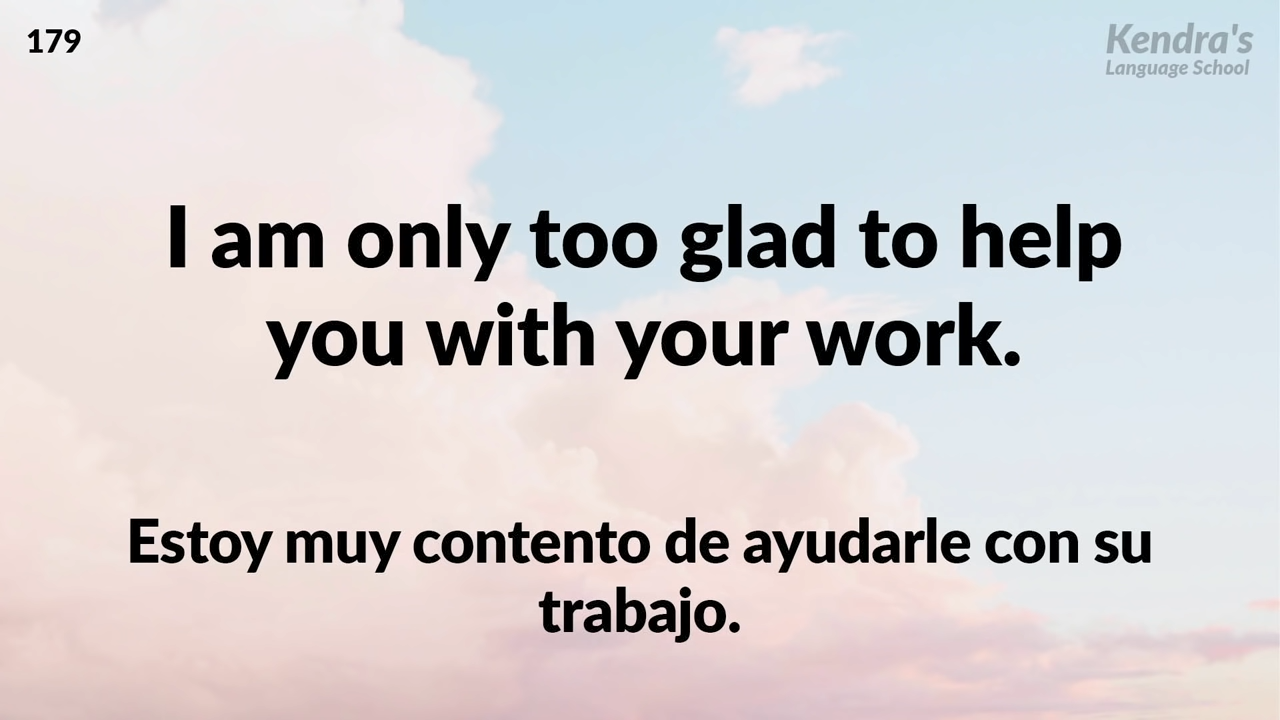 179
Kendra's
Language School
I am only too glad to help
you with your work.
Estoy muy contento de ayudarle con su
trabajo.